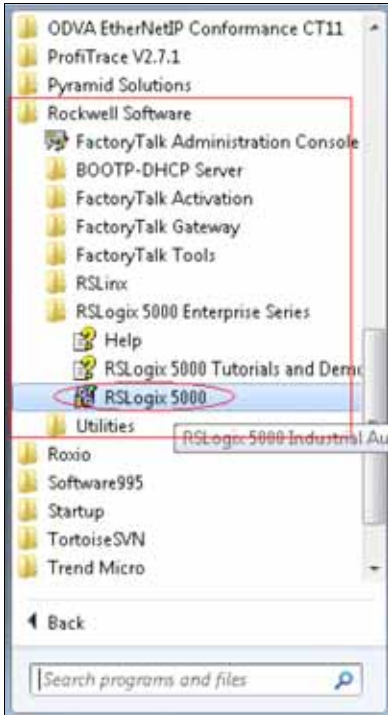 ODVA EtherNetIP Conformance CT11
ProfiTrace V2.7.1
Pyramid Solutions
Rockwell Software
FactoryTalk Administration Console
BOOTP-DHCP Server
FactoryTalk Activation
FactoryTalk Gateway
FactoryTalk Tools
RSLinx
RSLogix 5000 Enterprise Series
Help
RSLogix 5000 Tutorials and Demo
RSLogix 5000
Utilities
RSLogix 5000 Industrial Au
Roxio
Software995
Startup
TortoiseSVN
Trend Micro
Back
Search programs and files